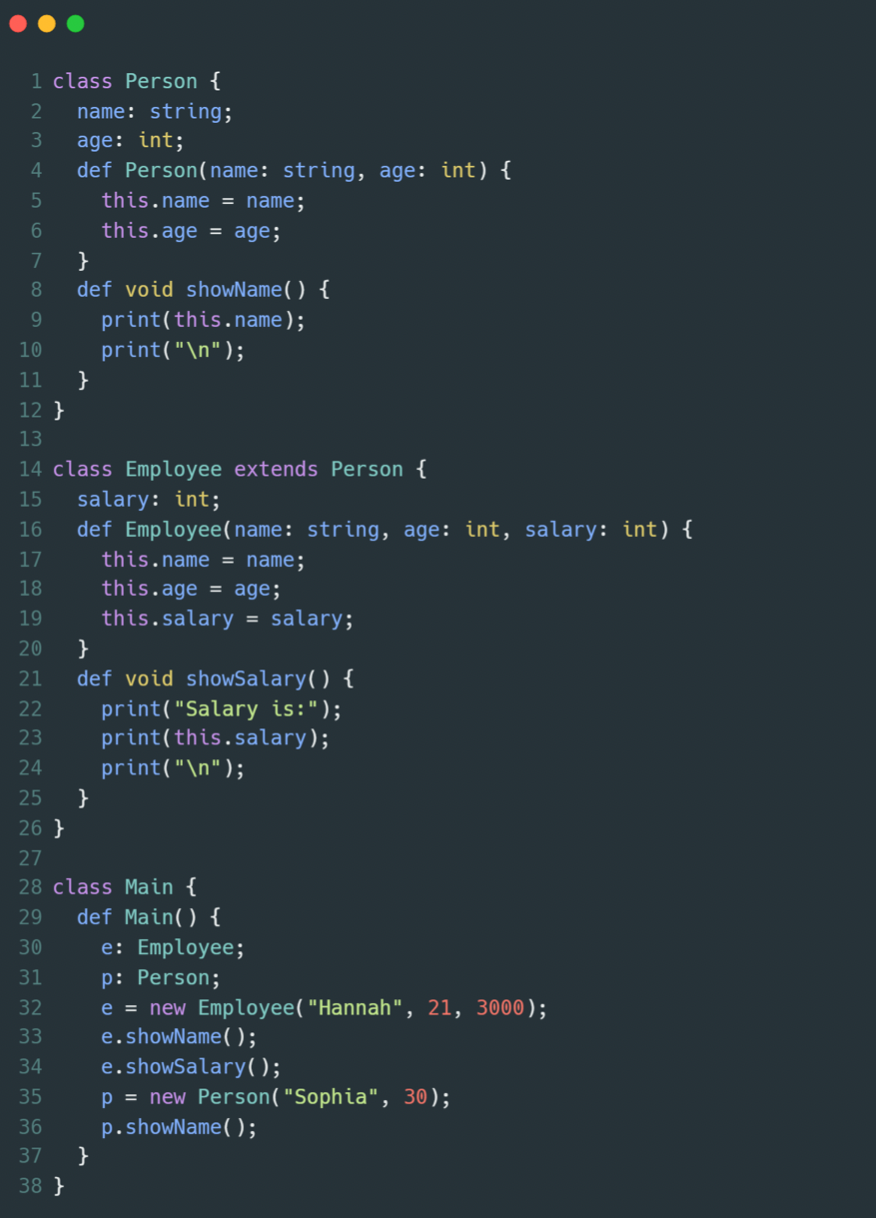 1 class Person {
2   name: string;
3   age: int;
4   def Person(name: string, age: int) {
5     this.name = name;
6     this.age = age;
7   }
8   def void showName() {
9     print(this.name);
10     print("\n");
11   }
12 }
13
14 class Employee extends Person {
15   salary: int;
16   def Employee(name: string, age: int, salary: int) {
17     this.name = name;
18     this.age = age;
19     this.salary = salary;
20   }
21   def void showSalary() {
22     print("Salary is:");
23     print(this.salary);
24     print("\n");
25   }
26 }
27
28 class Main {
29   def Main() {
30     e: Employee;
31     p: Person;
32     e = new Employee("Hannah", 21, 3000);
33     e.showName();
34     e.showSalary();
35     p = new Person("Sophia", 30);
36     p.showName();
37   }
38 }